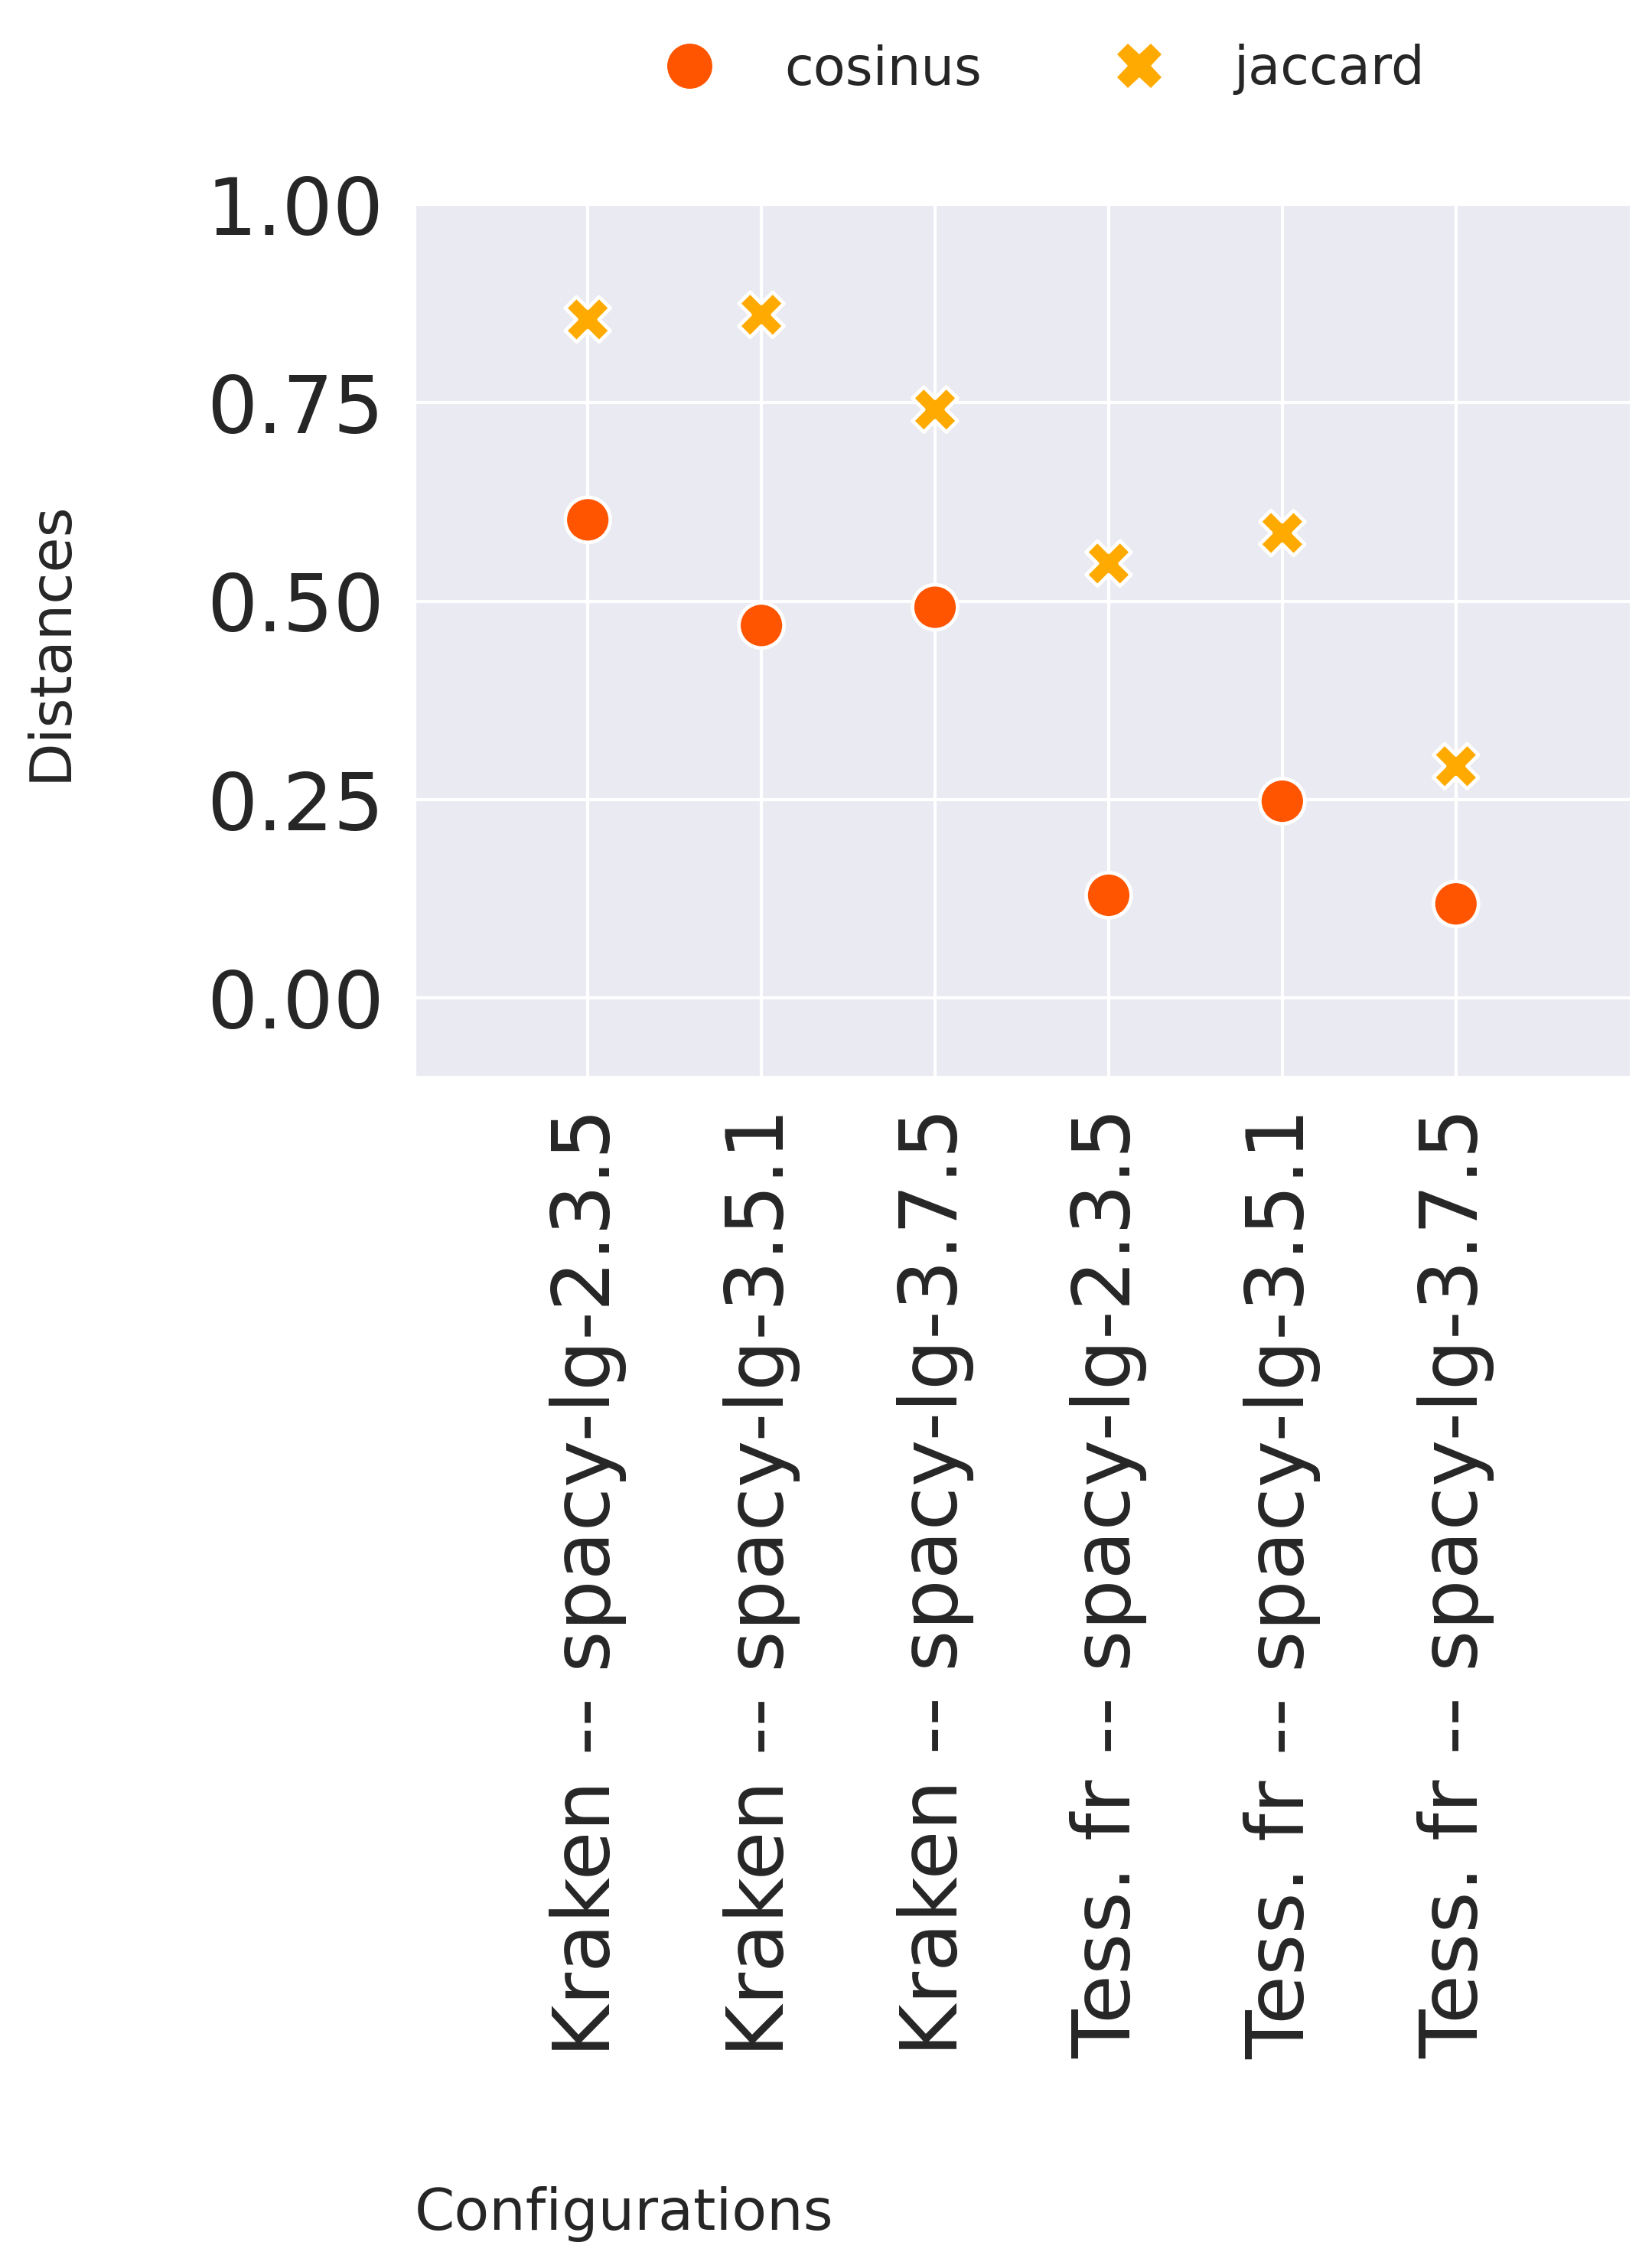 cosinus jaccard
1.00
0.75
0.50
0.25
0.00
Distances
Kraken -- spacy-lg-2.3.5
Kraken -- spacy-lg-3.5.1
Kraken -- spacy-lg-3.7.5
Tess. fr -- spacy-lg-2.3.5
Tess. fr -- spacy-lg-3.5.1
Tess. fr -- spacy-lg-3.7.5
Configurations